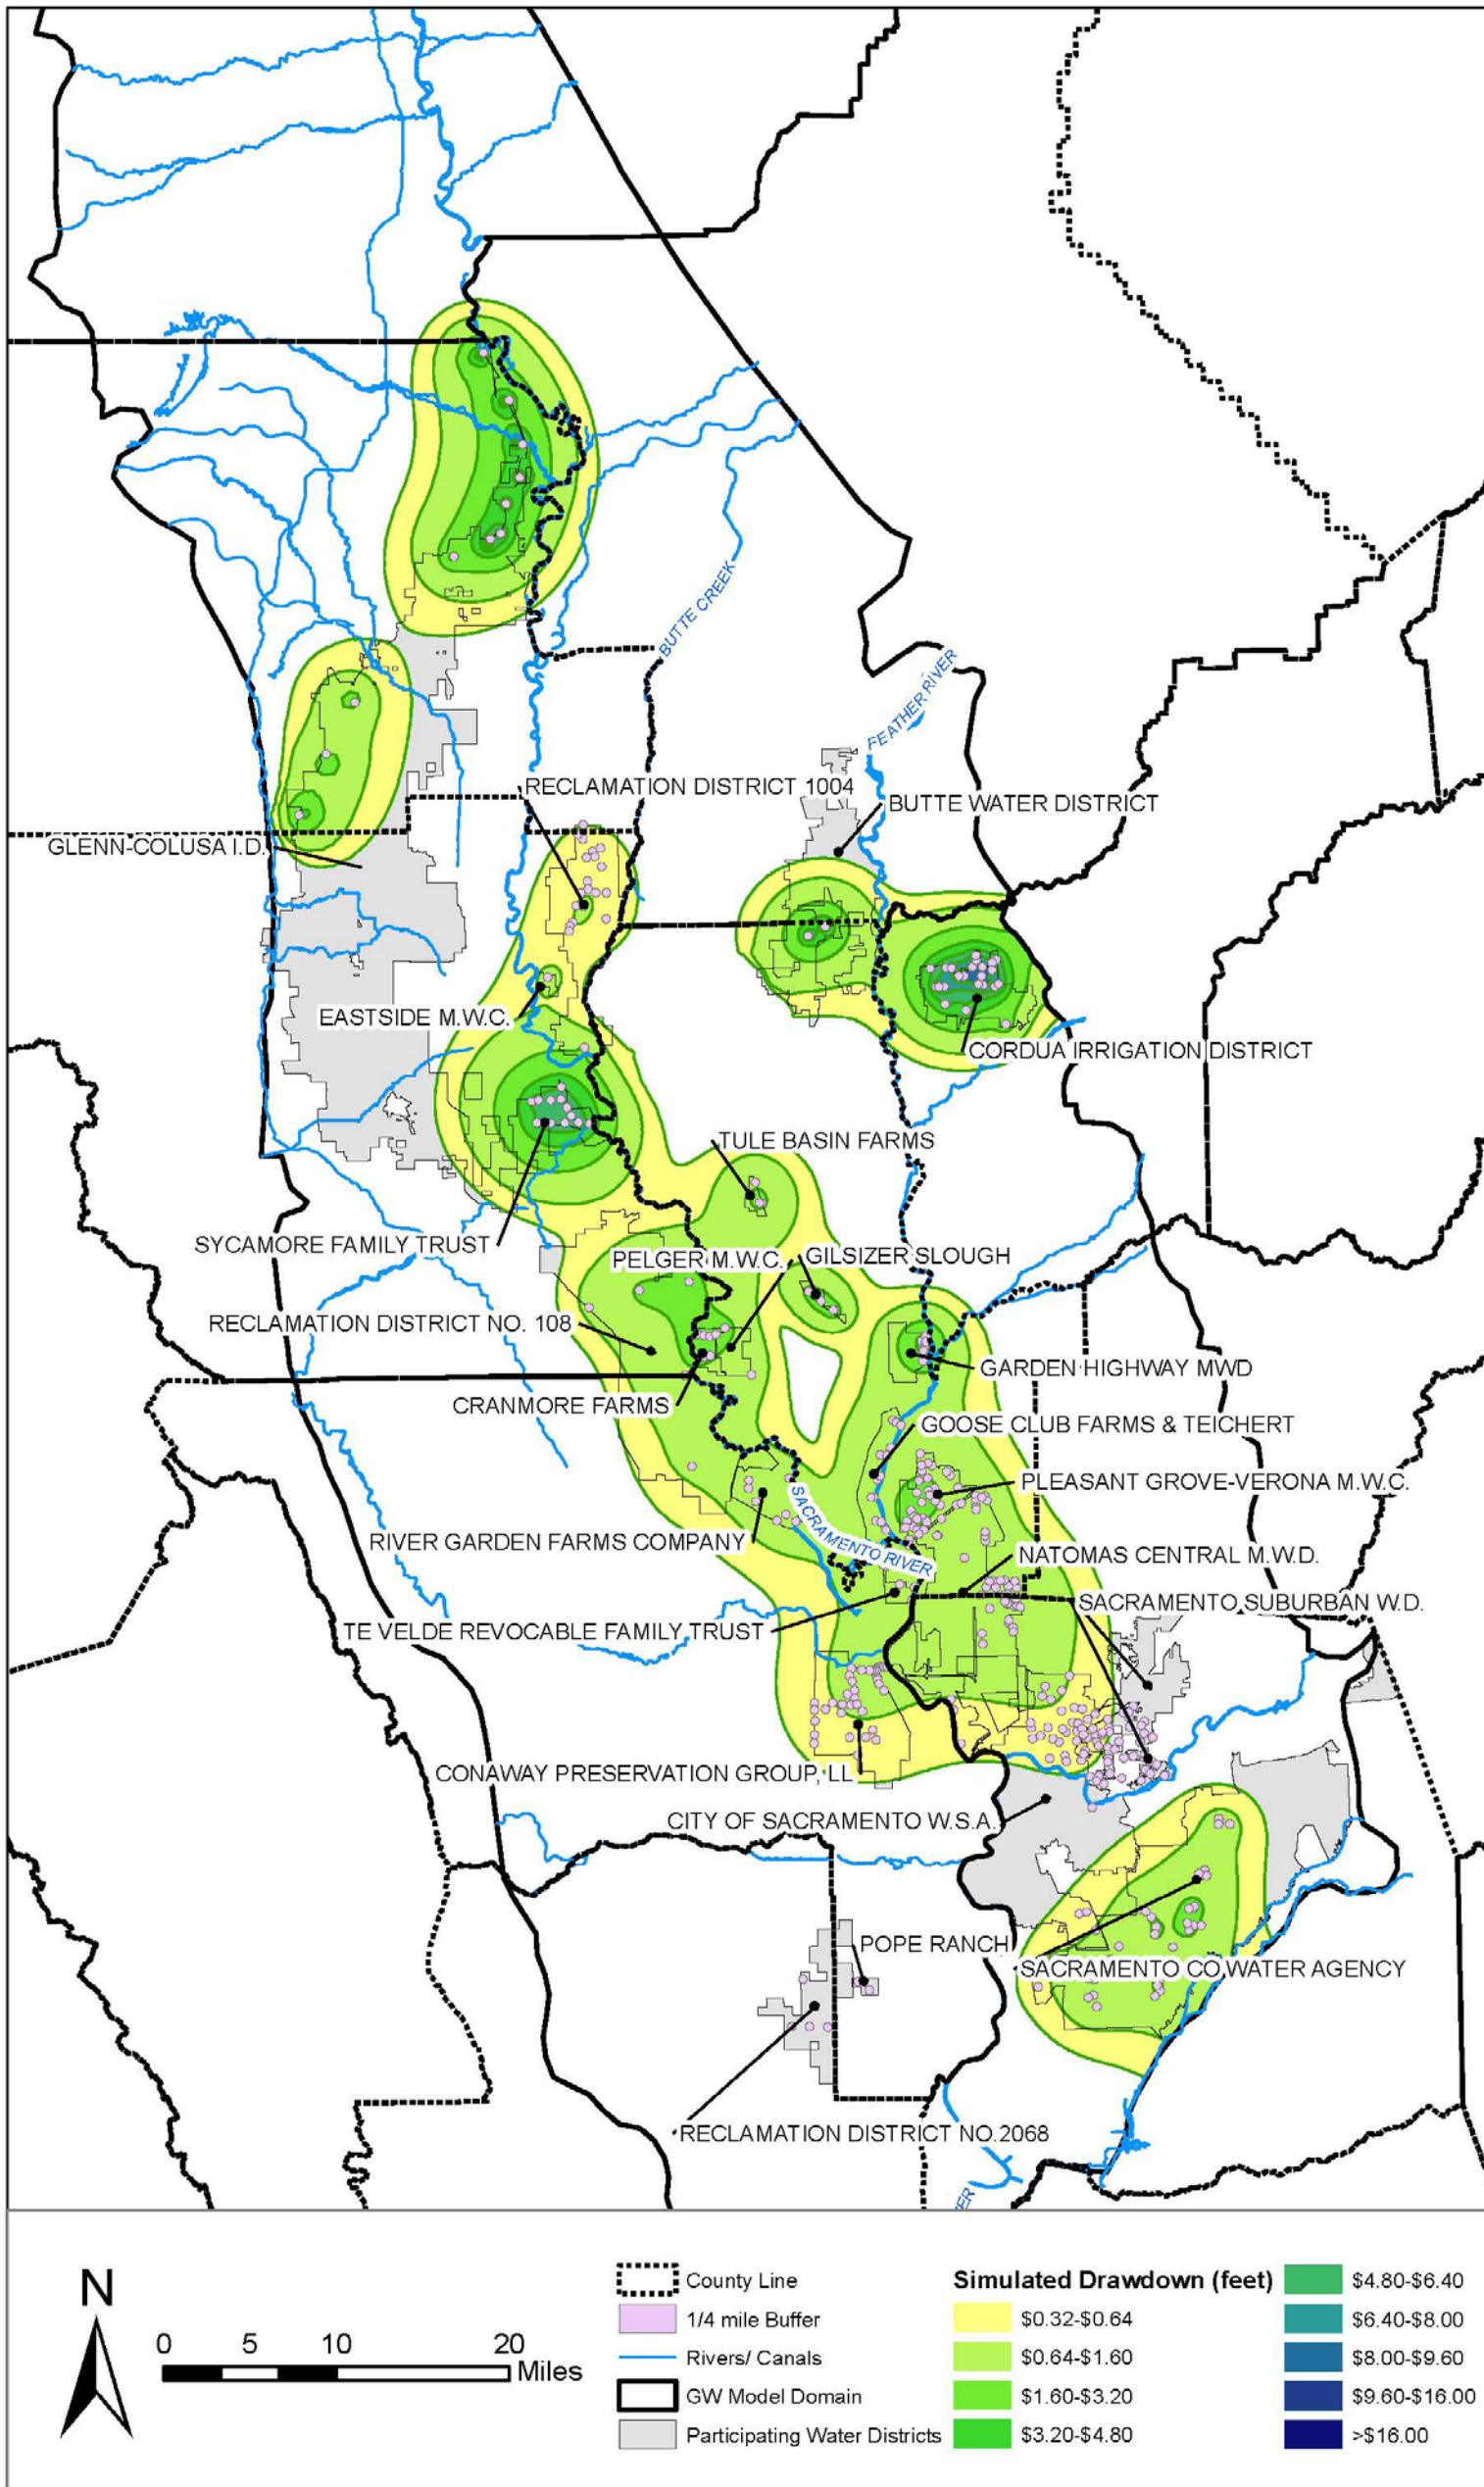 BUTTE CREEK
FEATHER RIVER
RECLAMATION DISTRICT 1004
BUTTE WATER DISTRICT
GLENN-COLUSA I.D.
EASTSIDE M.W.C.
CORDUA IRRIGATION DISTRICT
TULE BASIN FARMS
SYCAMORE FAMILY TRUST
PELGER M.W.C.
GILSIZER SLOUGH
RECLAMATION DISTRICT NO. 108
GARDEN HIGHWAY MWD
CRANMORE FARMS
GOOSE CLUB FARMS & TEICHERT
PLEASANT GROVE-VERONA M.W.C.
SACRAMENTO RIVER
RIVER GARDEN FARMS COMPANY
NATOMAS CENTRAL M.W.D.
SACRAMENTO SUBURBAN W.D.
TE VELDE REVOCABLE FAMILY TRUST
CONAWAY PRESERVATION GROUP, LL
CITY OF SACRAMENTO W.S.A.
POPE RANCH
SACRAMENTO CO WATER AGENCY
RECLAMATION DISTRICT NO.2068
ER
N
0 5 10 20
Miles
County Line
1/4 mile Buffer
Rivers/ Canals
GW Model Domain
Participating Water Districts
Simulated Drawdown (feet)
$0.32-$0.64
$0.64-$1.60
$1.60-$3.20
$3.20-$4.80
$4.80-$6.40
$6.40-$8.00
$8.00-$9.60
$9.60-$16.00
>$16.00